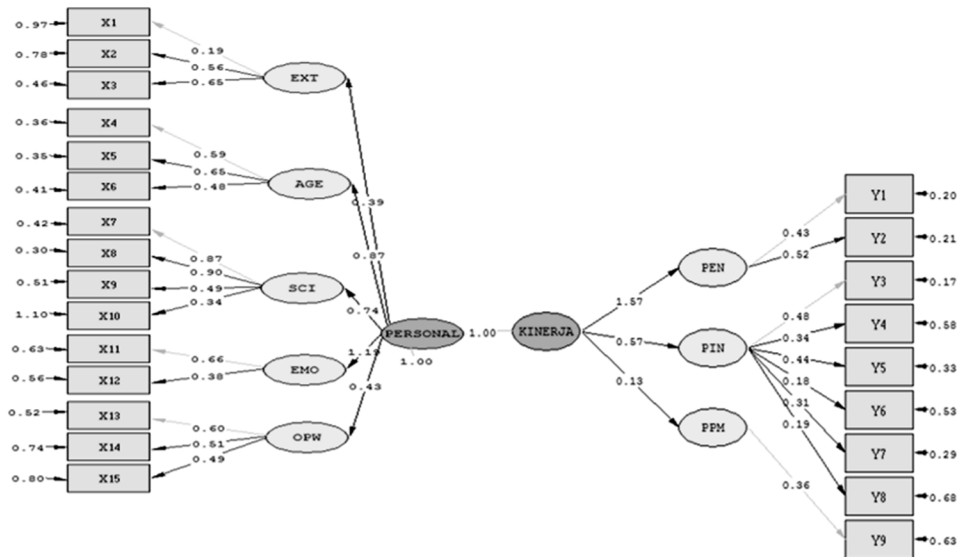 0.97 X1
0.19
0.78 X2
0.56
EXT
0.46 X3
0.65
0.36 X4
0.59
0.35 X5
0.65
AGE
0.41 X6
0.48
0.39
0.42 X7
0.87
0.30 X8
0.90
SCI
0.51 X9
0.49
1.10 X10
0.34
0.87
0.74
0.63 X11
0.66
EMO
0.56 X12
0.38
1.19
0.52 X13
0.60
OPW
0.74 X14
0.51
0.80 X15
0.49
0.43
PERSONAL 1.00 KINERJA
1.00
1.57
PEN
0.57
PIN
0.13
PPM
0.43
Y1 0.20
0.52
Y2 0.21
0.48
Y3 0.17
0.34
Y4 0.58
0.44
Y5 0.33
0.18
Y6 0.53
0.31
Y7 0.29
0.19
Y8 0.68
0.36
Y9 0.63